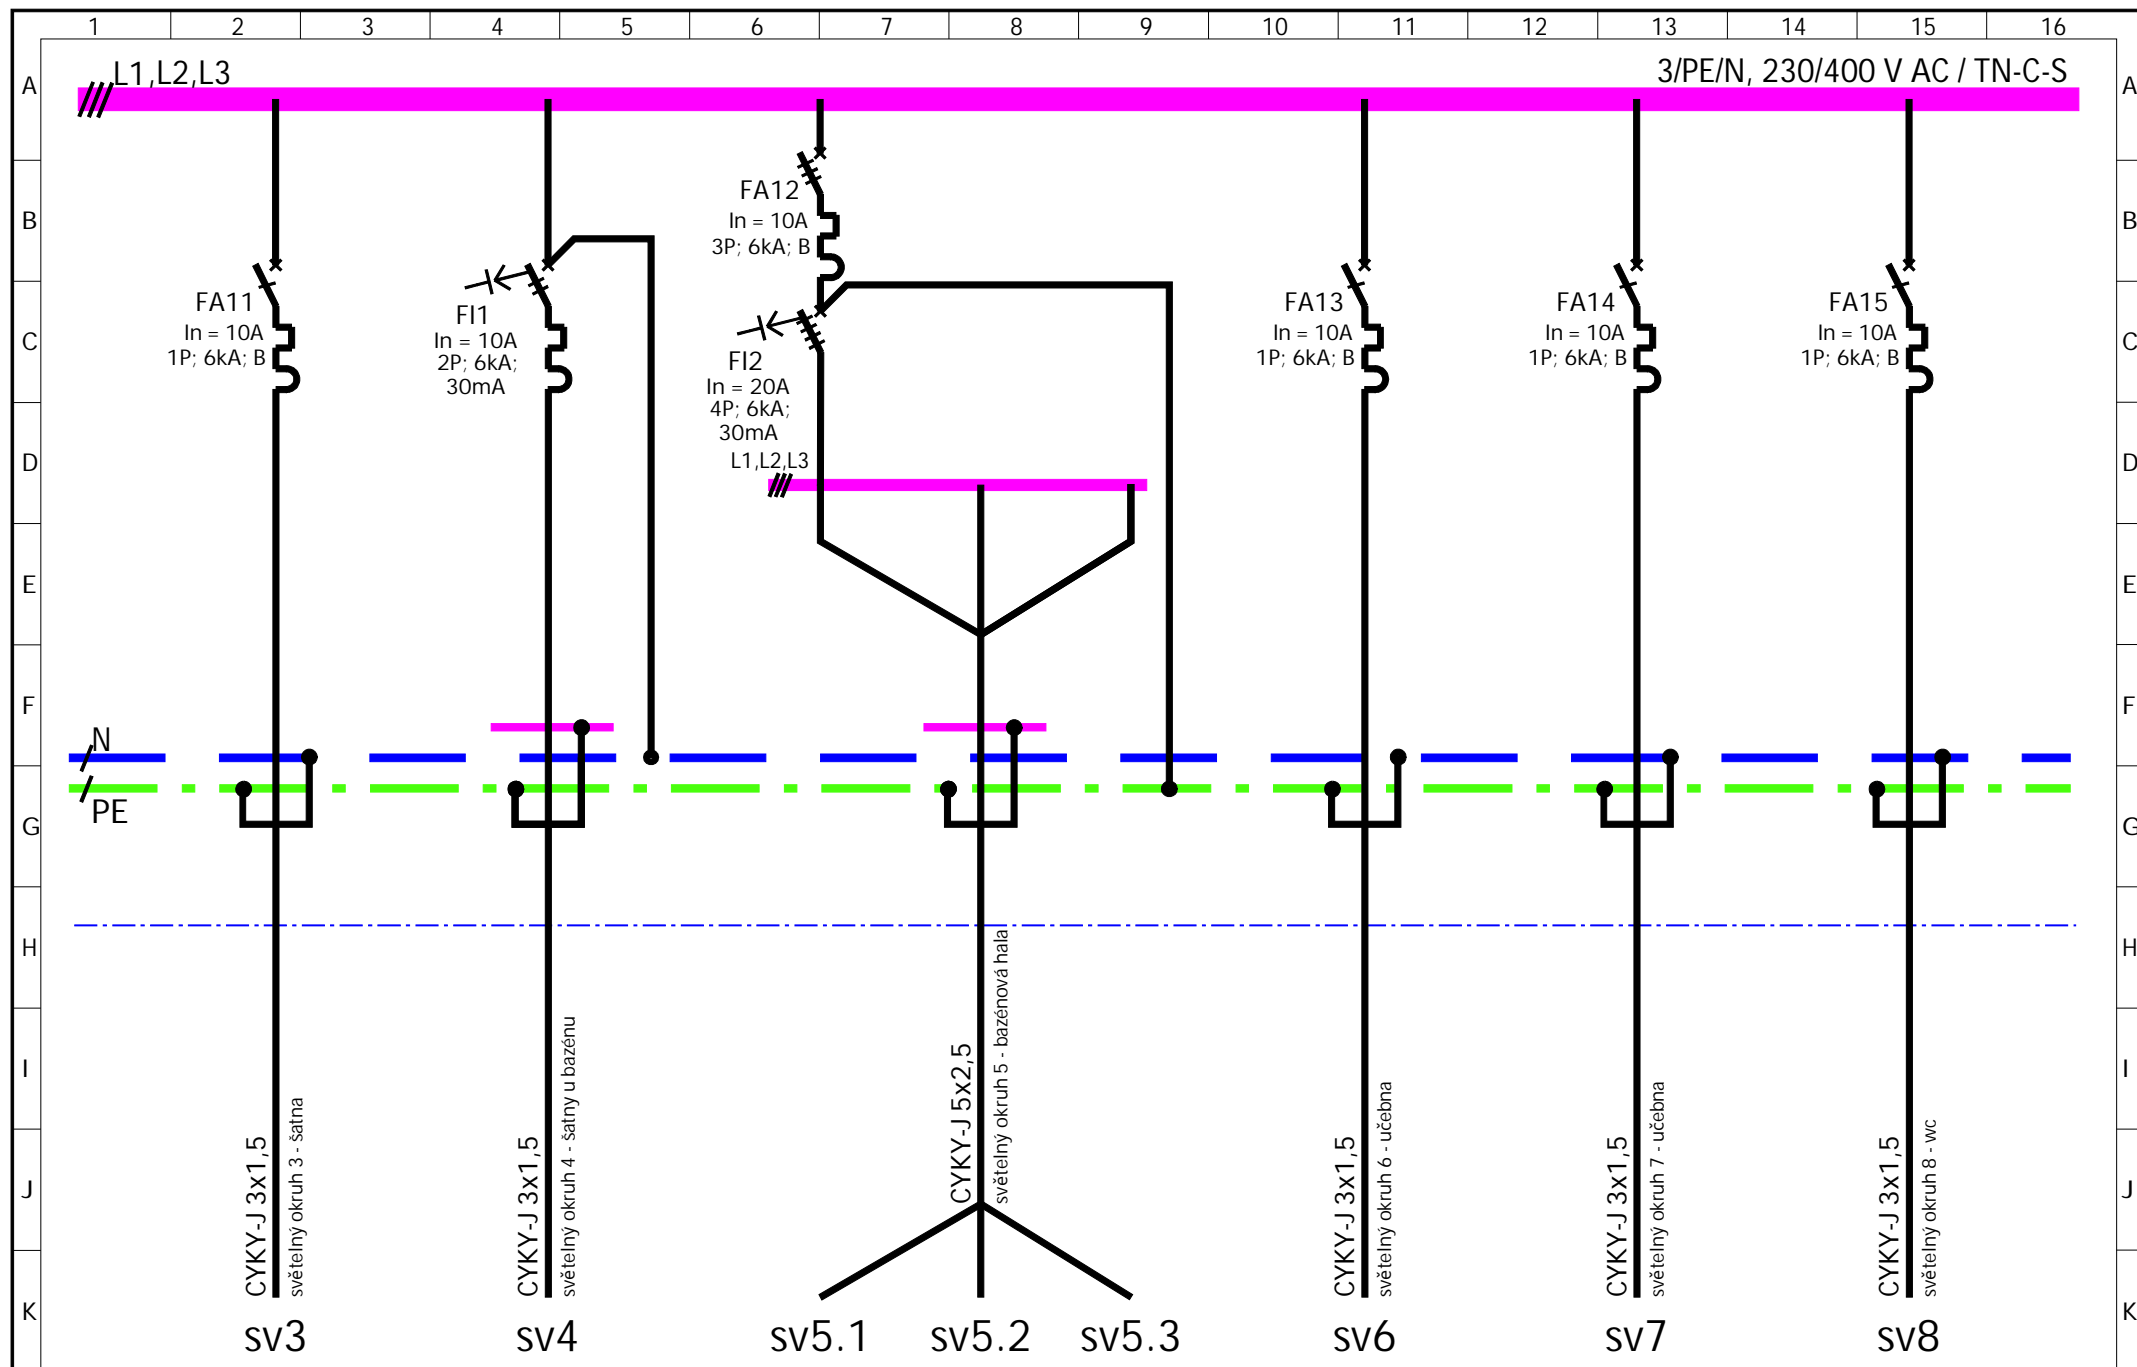 1 2 3 4 5 6 7 8 9 10 11 12 13 14 15 16
A A
L1,L2,L3
3/PE/N, 230/400 V AC / TN-C-S
B B
FA12
In = 10A
3P; 6kA; B
C C
FA11
In = 10A
1P; 6kA; B
FI1
In = 10A
2P; 6kA;
30mA
FI2
In = 20A
4P; 6kA;
30mA
FA13
In = 10A
1P; 6kA; B
FA14
In = 10A
1P; 6kA; B
FA15
In = 10A
1P; 6kA; B
D D
L1,L2,L3
E E
F F
N
PE
G G
H H
I I
J J
K K
CYKY-J 3x1,5
světelný okruh 3 - šatna
CYKY-J 3x1,5
světelný okruh 4 - šatny u bazénu
CYKY-J 5x2,5
světelný okruh 5 - bazénová hala
CYKY-J 3x1,5
světelný okruh 6 - učebna
CYKY-J 3x1,5
světelný okruh 7 - učebna
CYKY-J 3x1,5
světelný okruh 8 - wc
sv3 sv4 sv5.1 sv5.2 sv5.3 sv6 sv7 sv8